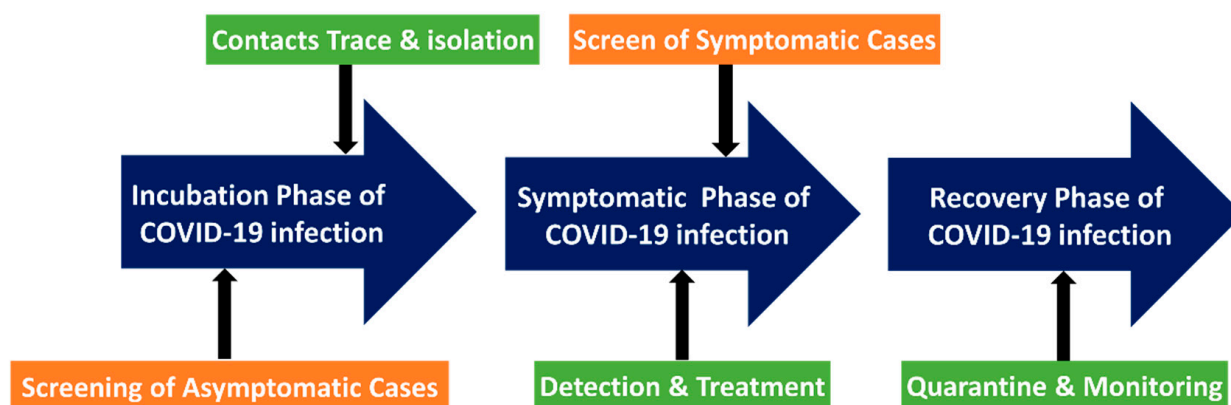 Contacts Trace & isolation
Screen of Symptomatic Cases
Incubation Phase of
COVID-19 infection
Symptomatic Phase of
COVID-19 infection
Recovery Phase of
COVID-19 infection
Screening of Asymptomatic Cases
Detection & Treatment
Quarantine & Monitoring